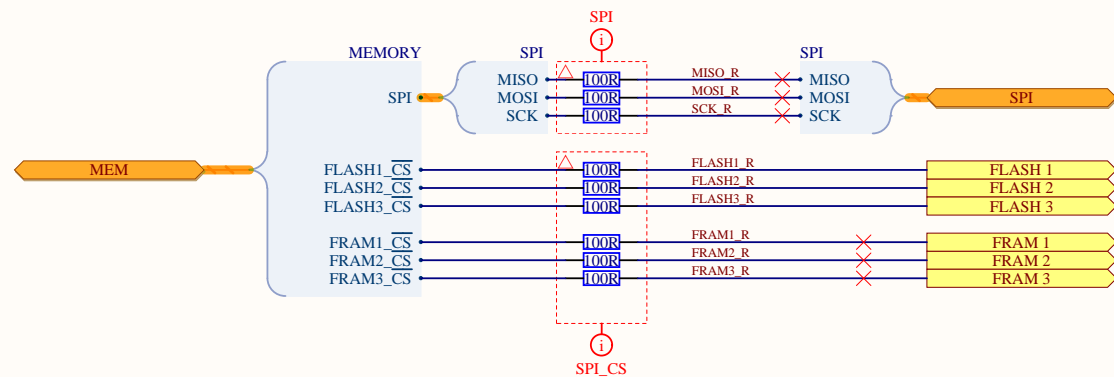 SPI
MEMORY SPI SPI
MISO 100R MISO_R MISO
SPI MOSI 100R MOSI_R MOSI SPI
SCK 100R SCK_R SCK
MEM FLASH1_CS 100R FLASH1_R FLASH 1
FLASH2_CS 100R FLASH2_R FLASH 2
FLASH3_CS 100R FLASH3_R FLASH 3
FRAM1_CS 100R FRAM1_R FRAM 1
FRAM2_CS 100R FRAM2_R FRAM 2
FRAM3_CS 100R FRAM3_R FRAM 3
SPI_CS